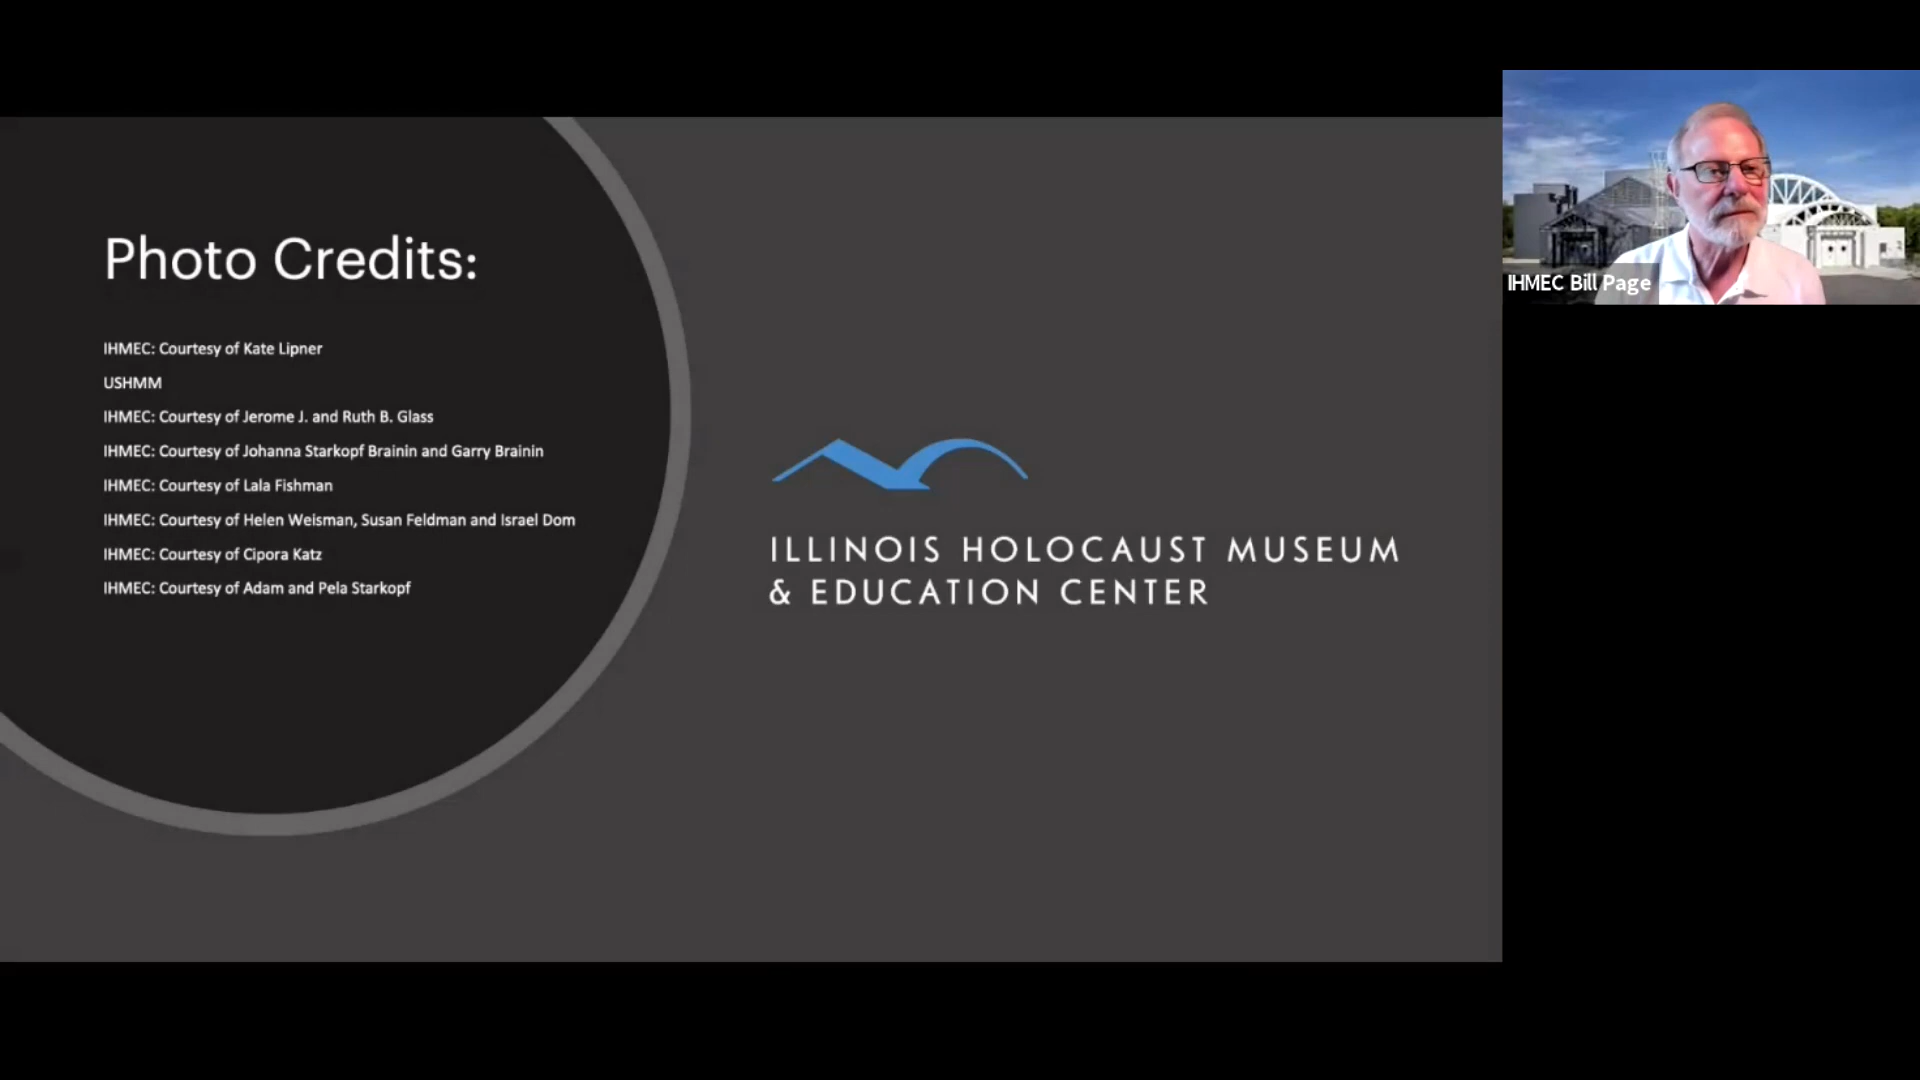 Photo Credits:
IHMEC: Courtesy of Kate Lipner
USHMM
IHMEC: Courtesy of Jerome J. and Ruth B. Glass
IHMEC: Courtesy of Johanna Starkopf Brainin and Garry Brainin
IHMEC: Courtesy of Lala Fishman
IHMEC: Courtesy of Helen Weisman, Susan Feldman and Israel Dom
IHMEC: Courtesy of Cipora Katz
IHMEC: Courtesy of Adam and Pela Starkopf
ILLINOIS HOLOCAUST MUSEUM
& EDUCATION CENTER
IHMEC Bill Page